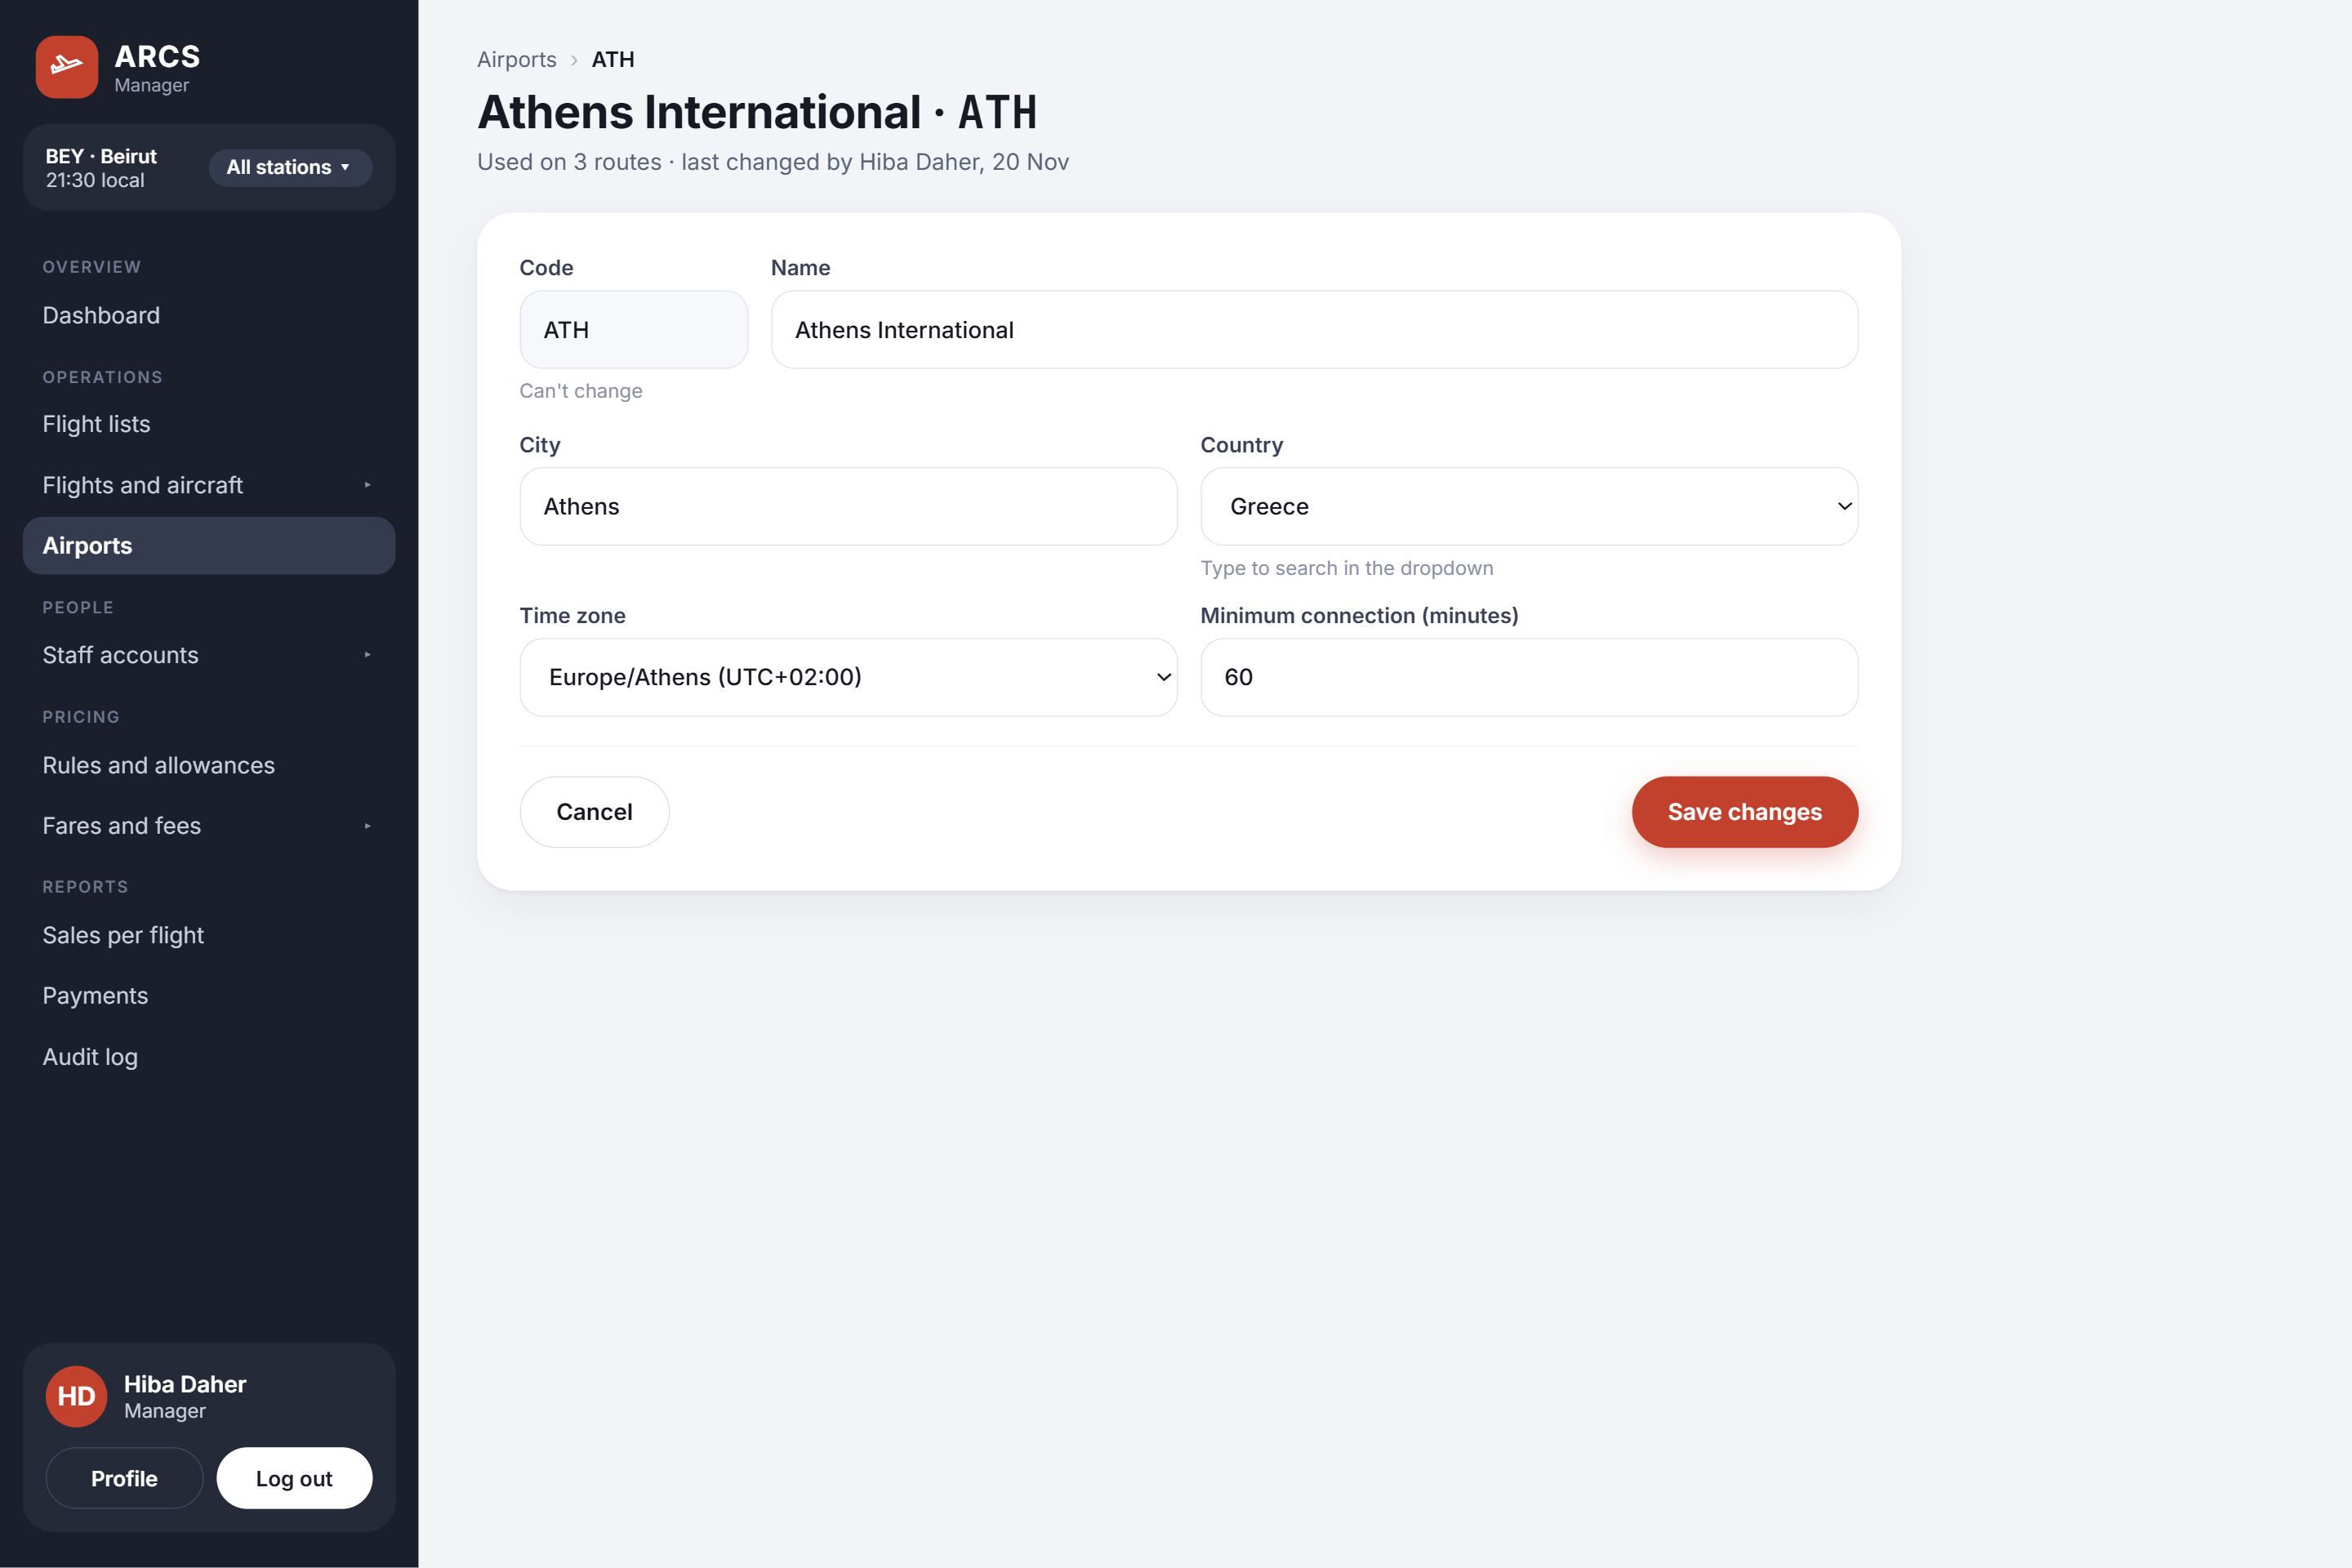 ARCS
Manager
BEY · Beirut
21:30 local
All stations
OVERVIEW
Dashboard
OPERATIONS
Flight lists
Flights and aircraft
Airports
PEOPLE
Staff accounts
PRICING
Rules and allowances
Fares and fees
REPORTS
Sales per flight
Payments
Audit log
HD
Hiba Daher
Manager
Profile
Log out
Airports › ATH
Athens International · ATH
Used on 3 routes · last changed by Hiba Daher, 20 Nov
Code
ATH
Can't change
Name
Athens International
City
Athens
Country
Greece
Type to search in the dropdown
Time zone
Europe/Athens (UTC+02:00)
Minimum connection (minutes)
60
Cancel
Save changes